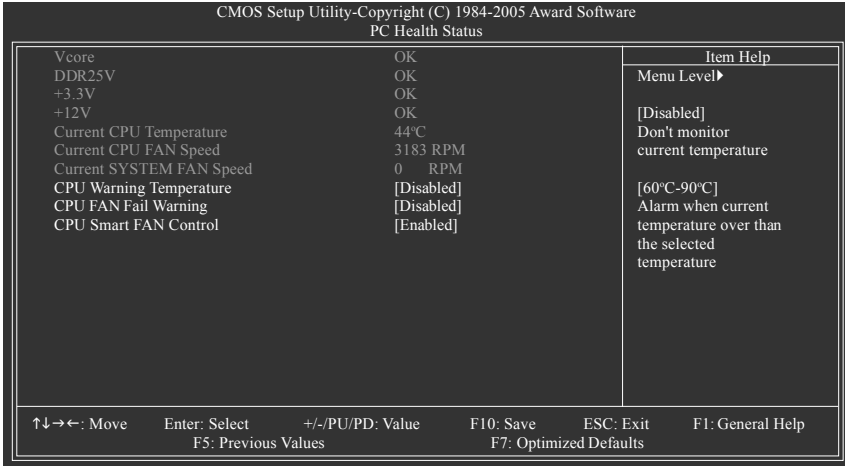 CMOS Setup Utility-Copyright (C) 1984-2005 Award Software
PC Health Status
Vcore OK
DDR25V OK
+3.3V OK
+12V OK
Current CPU Temperature 44°C
Current CPU FAN Speed 3183 RPM
Current SYSTEM FAN Speed 0 RPM
CPU Warning Temperature [Disabled]
CPU FAN Fail Warning [Disabled]
CPU Smart FAN Control [Enabled]
Item Help
Menu Level▶
[Disabled]
Don't monitor
current temperature
[60°C-90°C]
Alarm when current
temperature over than
the selected
temperature
↑↓→←: Move Enter: Select +/-/PU/PD: Value F10: Save ESC: Exit F1: General Help
F5: Previous Values F7: Optimized Defaults